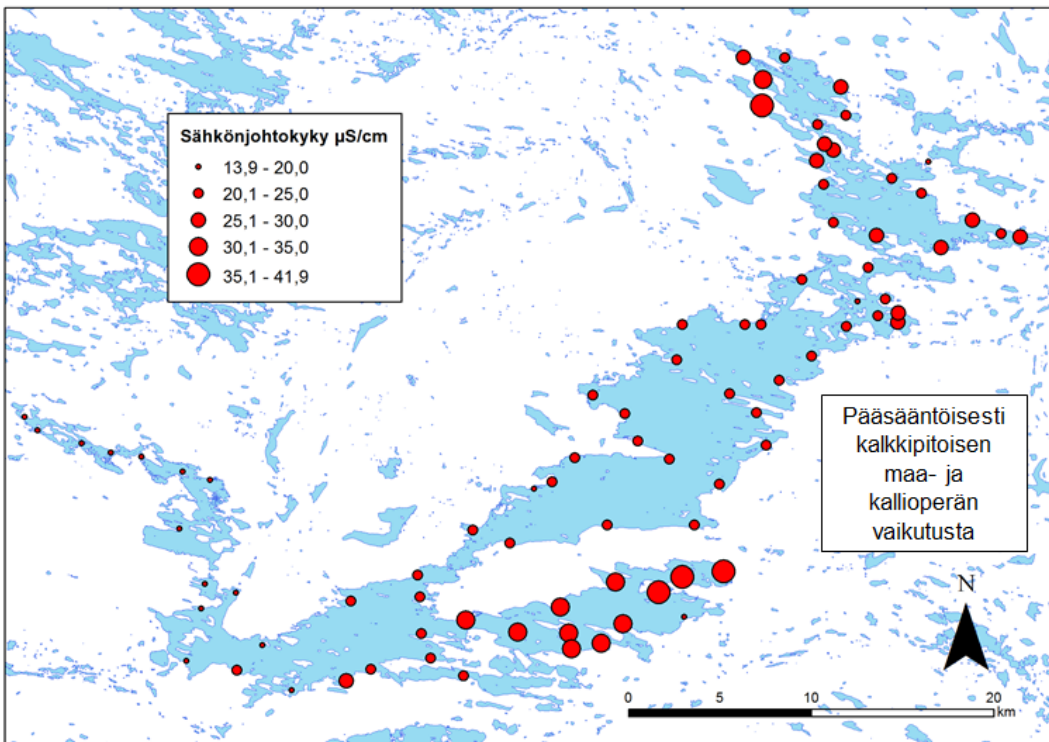 Sähkönjohtokyky µS/cm
13,9 - 20,0
20,1 - 25,0
25,1 - 30,0
30,1 - 35,0
35,1 - 41,9
Pääsääntöisesti
kalkkipitoisen
maa- ja
kallioperän
vaikutusta
N
0 5 10 20
km